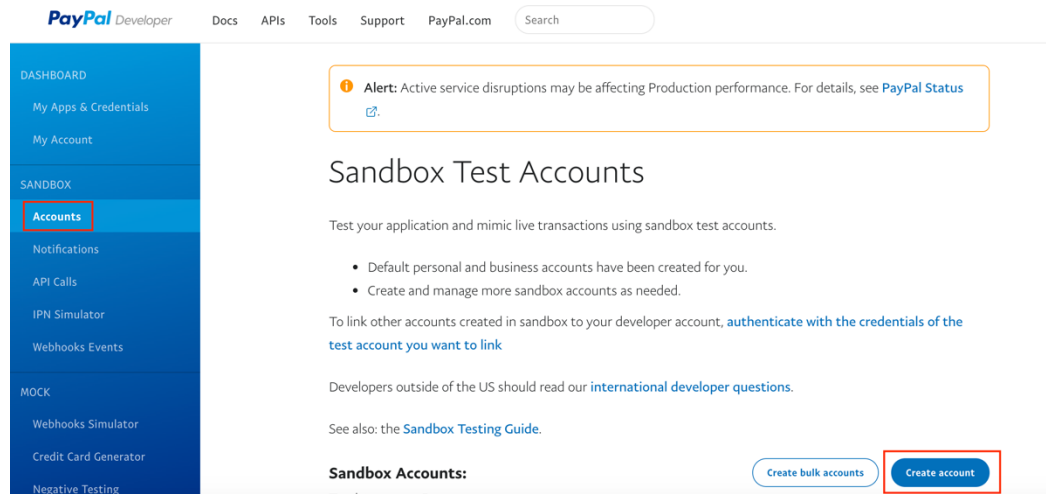 PayPal Developer Docs APIs Tools Support PayPal.com Search
DASHBOARD
My Apps & Credentials
My Account
SANDBOX
Accounts
Notifications
API Calls
IPN Simulator
Webhooks Events
MOCK
Webhooks Simulator
Credit Card Generator
Negative Testing
Alert: Active service disruptions may be affecting Production performance. For details, see PayPal Status
.
Sandbox Test Accounts
Test your application and mimic live transactions using sandbox test accounts.
• Default personal and business accounts have been created for you.
• Create and manage more sandbox accounts as needed.
To link other accounts created in sandbox to your developer account, authenticate with the credentials of the
test account you want to link
Developers outside of the US should read our international developer questions.
See also: the Sandbox Testing Guide.
Sandbox Accounts: Create bulk accounts Create account